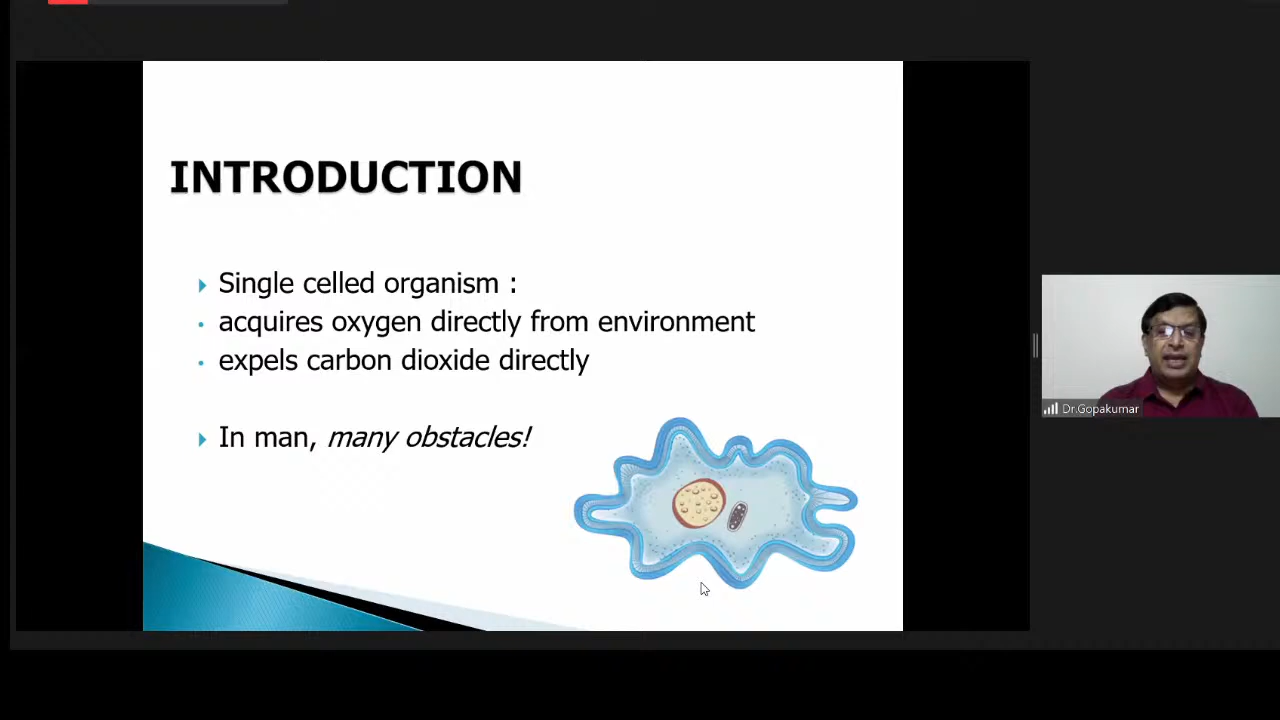 INTRODUCTION
Single celled organism :
acquires oxygen directly from environment
expels carbon dioxide directly
In man, many obstacles!
Dr.Gopakumar